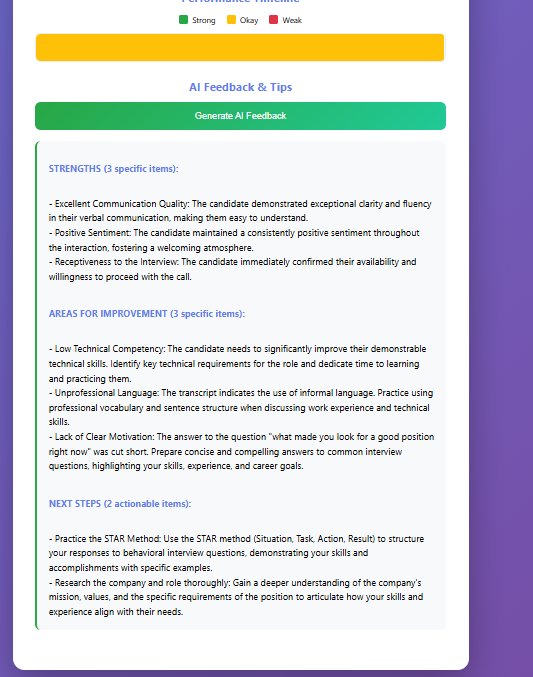 Performance Timeline
Strong Okay Weak
AI Feedback & Tips
Generate AI Feedback
STRENGTHS (3 specific items):
- Excellent Communication Quality: The candidate demonstrated exceptional clarity and fluency
in their verbal communication, making them easy to understand.
- Positive Sentiment: The candidate maintained a consistently positive sentiment throughout
the interaction, fostering a welcoming atmosphere.
- Receptiveness to the Interview: The candidate immediately confirmed their availability and
willingness to proceed with the call.
AREAS FOR IMPROVEMENT (3 specific items):
- Low Technical Competency: The candidate needs to significantly improve their demonstrable
technical skills. Identify key technical requirements for the role and dedicate time to learning
and practicing them.
- Unprofessional Language: The transcript indicates the use of informal language. Practice using
professional vocabulary and sentence structure when discussing work experience and technical
skills.
- Lack of Clear Motivation: The answer to the question "what made you look for a good position
right now" was cut short. Prepare concise and compelling answers to common interview
questions, highlighting your skills, experience, and career goals.
NEXT STEPS (2 actionable items):
- Practice the STAR Method: Use the STAR method (Situation, Task, Action, Result) to structure
your responses to behavioral interview questions, demonstrating your skills and
accomplishments with specific examples.
- Research the company and role thoroughly: Gain a deeper understanding of the company's
mission, values, and the specific requirements of the position to articulate how your skills and
experience align with their needs.